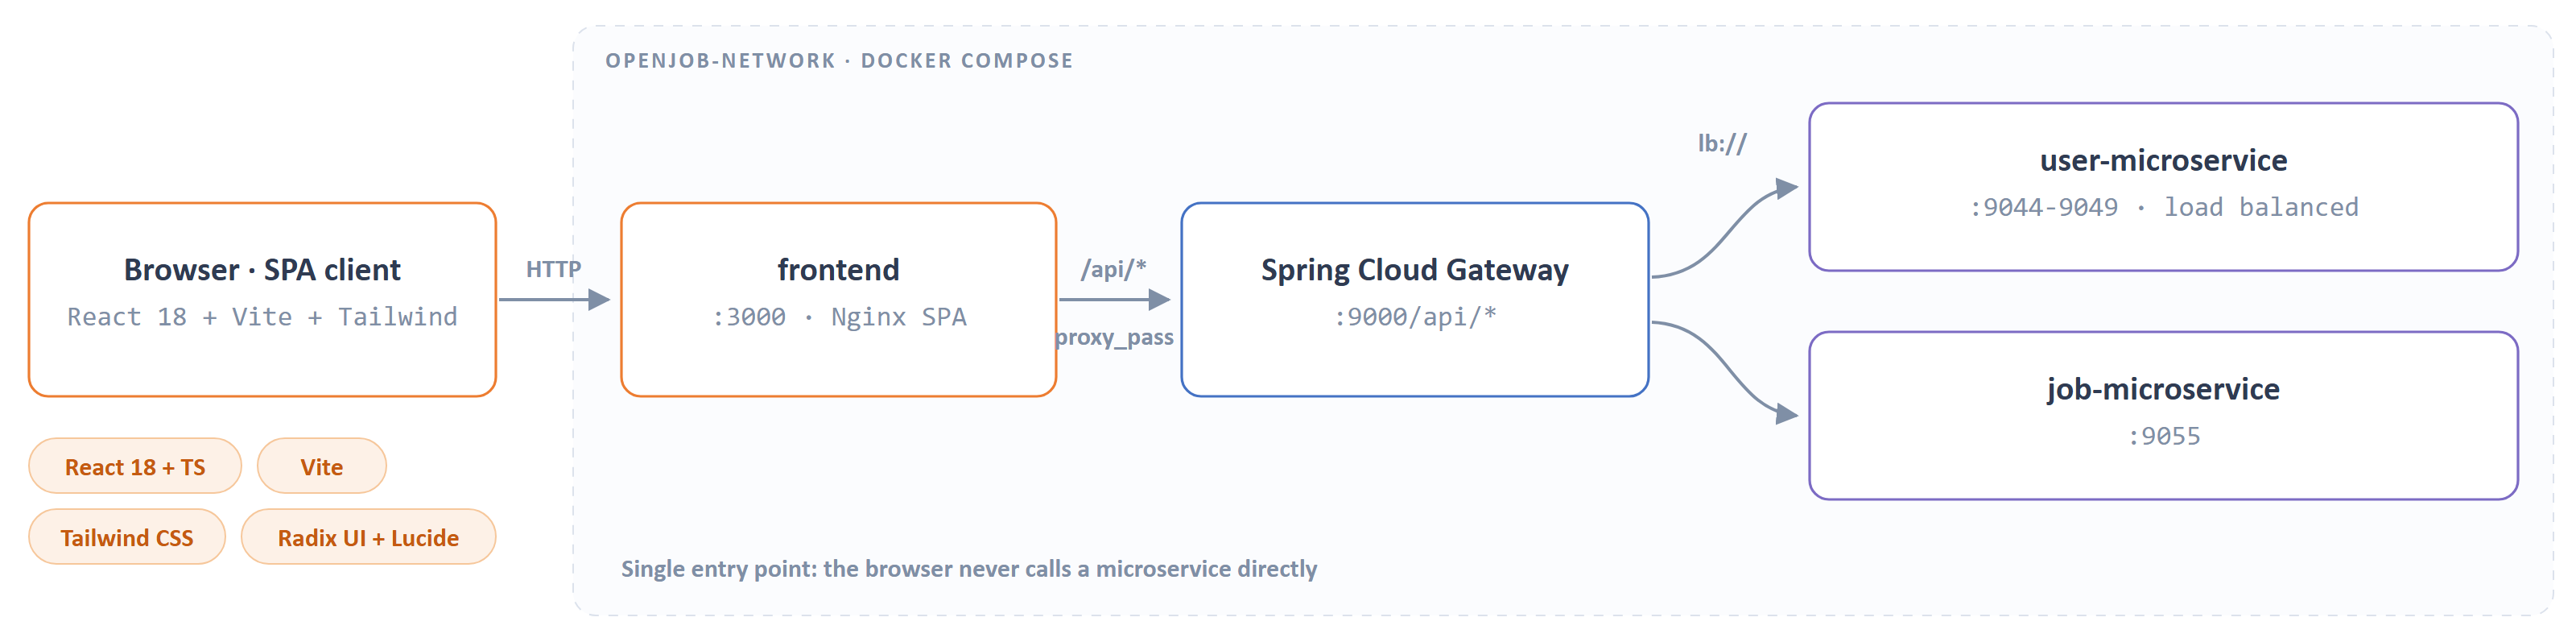 OPENJOB-NETWORK · DOCKER COMPOSE
Browser · SPA client
React 18 + Vite + Tailwind
HTTP
frontend
:3000 · Nginx SPA
/api/*
proxy_pass
Spring Cloud Gateway
:9000/api/*
lb://
user-microservice
:9044-9049 · load balanced
job-microservice
:9055
React 18 + TS
Vite
Tailwind CSS
Radix UI + Lucide
Single entry point: the browser never calls a microservice directly